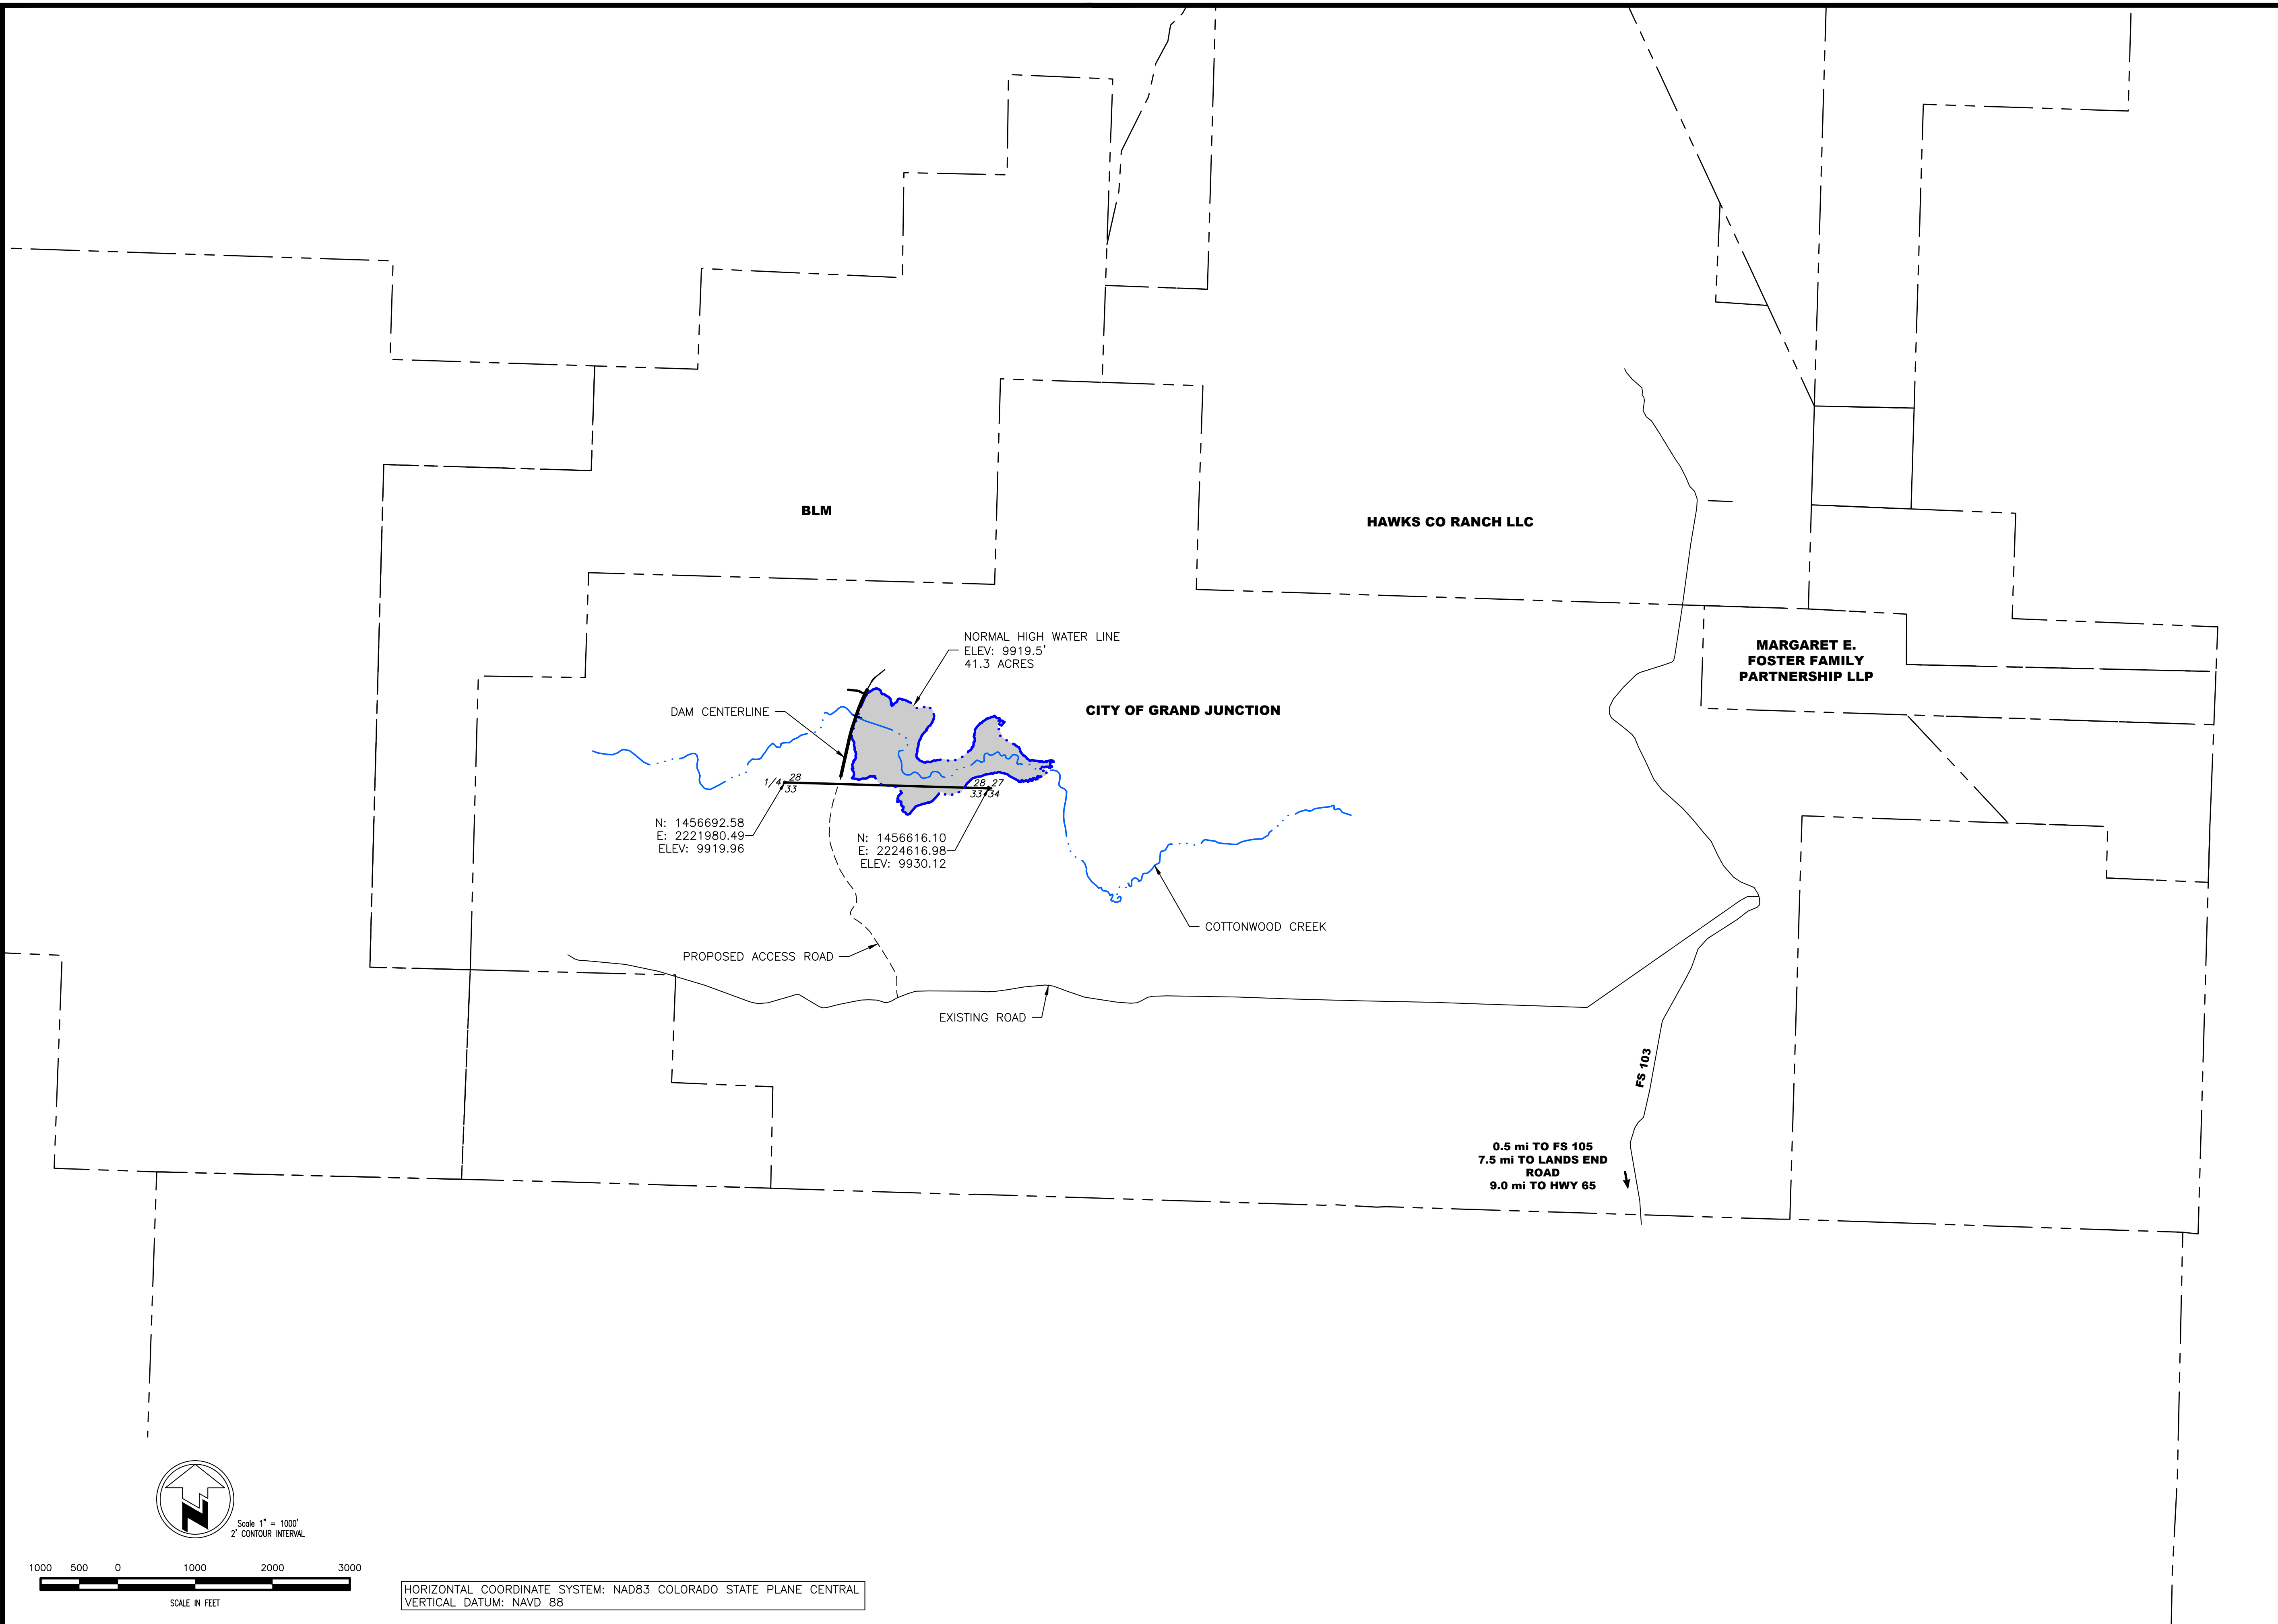 BLM
HAWKS CO RANCH LLC
NORMAL HIGH WATER LINE
ELEV: 9919.5'
41.3 ACRES
MARGARET E.
FOSTER FAMILY
PARTNERSHIP LLP
DAM CENTERLINE
CITY OF GRAND JUNCTION
1/4 28
33
28 27
33 34
N: 1456692.58
E: 2221980.49
ELEV: 9919.96
N: 1456616.10
E: 2224616.98
ELEV: 9930.12
COTTONWOOD CREEK
PROPOSED ACCESS ROAD
EXISTING ROAD
FS 103
0.5 mi TO FS 105
7.5 mi TO LANDS END
ROAD
9.0 mi TO HWY 65
N
Scale 1" = 1000'
2' CONTOUR INTERVAL
1000 500 0 1000 2000 3000
SCALE IN FEET
HORIZONTAL COORDINATE SYSTEM: NAD83 COLORADO STATE PLANE CENTRAL
VERTICAL DATUM: NAVD 88